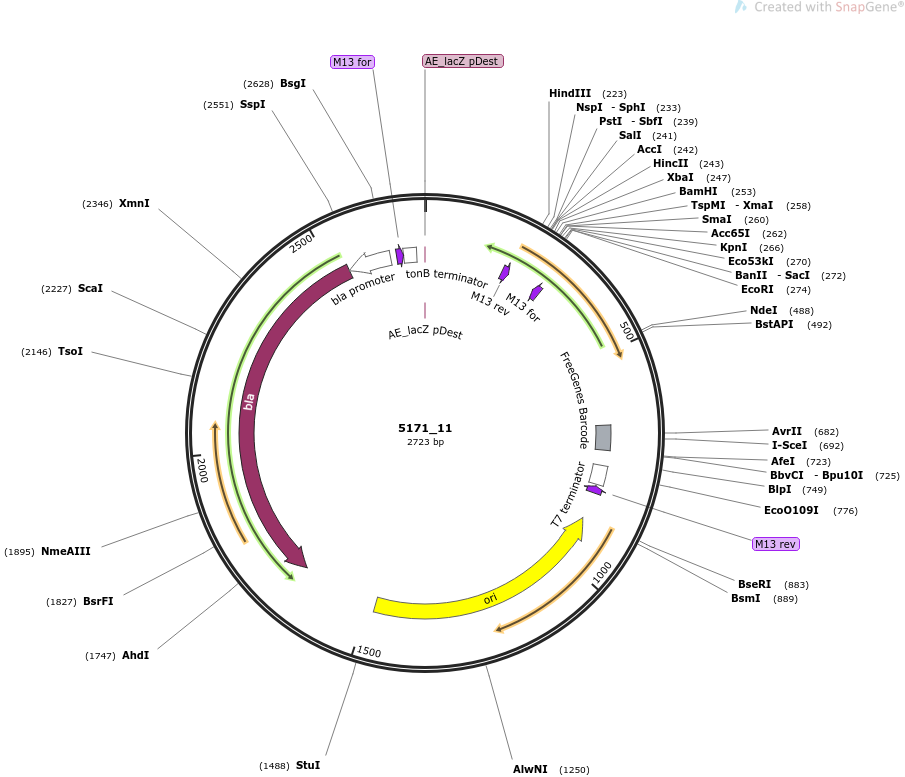 Created with SnapGene®
M13 for
AE_lacZ pDest
(2628) BsgI
(2551) SspI
(2346) XmnI
(2227) ScaI
(2146) TsoI
(1895) NmeAIII
(1827) BsrFI
(1747) AhdI
(1488) StuI
HindIII (223)
NspI - SphI (233)
PstI - SbfI (239)
SalI (241)
AccI (242)
HincII (243)
XbaI (247)
BamHI (253)
TspMI - XmaI (258)
SmaI (260)
Acc65I (262)
KpnI (266)
Eco53kI (270)
BanII - SacI (272)
EcoRI (274)
NdeI (488)
BstAPI (492)
AvrII (682)
I-SceI (692)
AfeI (723)
BbvCI - Bpu10I (725)
BlpI (749)
EcoO109I (776)
M13 rev
BseRI (883)
BsmI (889)
AlwNI (1250)
2500
500
2000
1000
1500
bla promoter
tonB terminator
M13 rev
M13 for
AE_lacZ pDest
FreeGenes Barcode
T7 terminator
bla
ori
5171_11
2723 bp